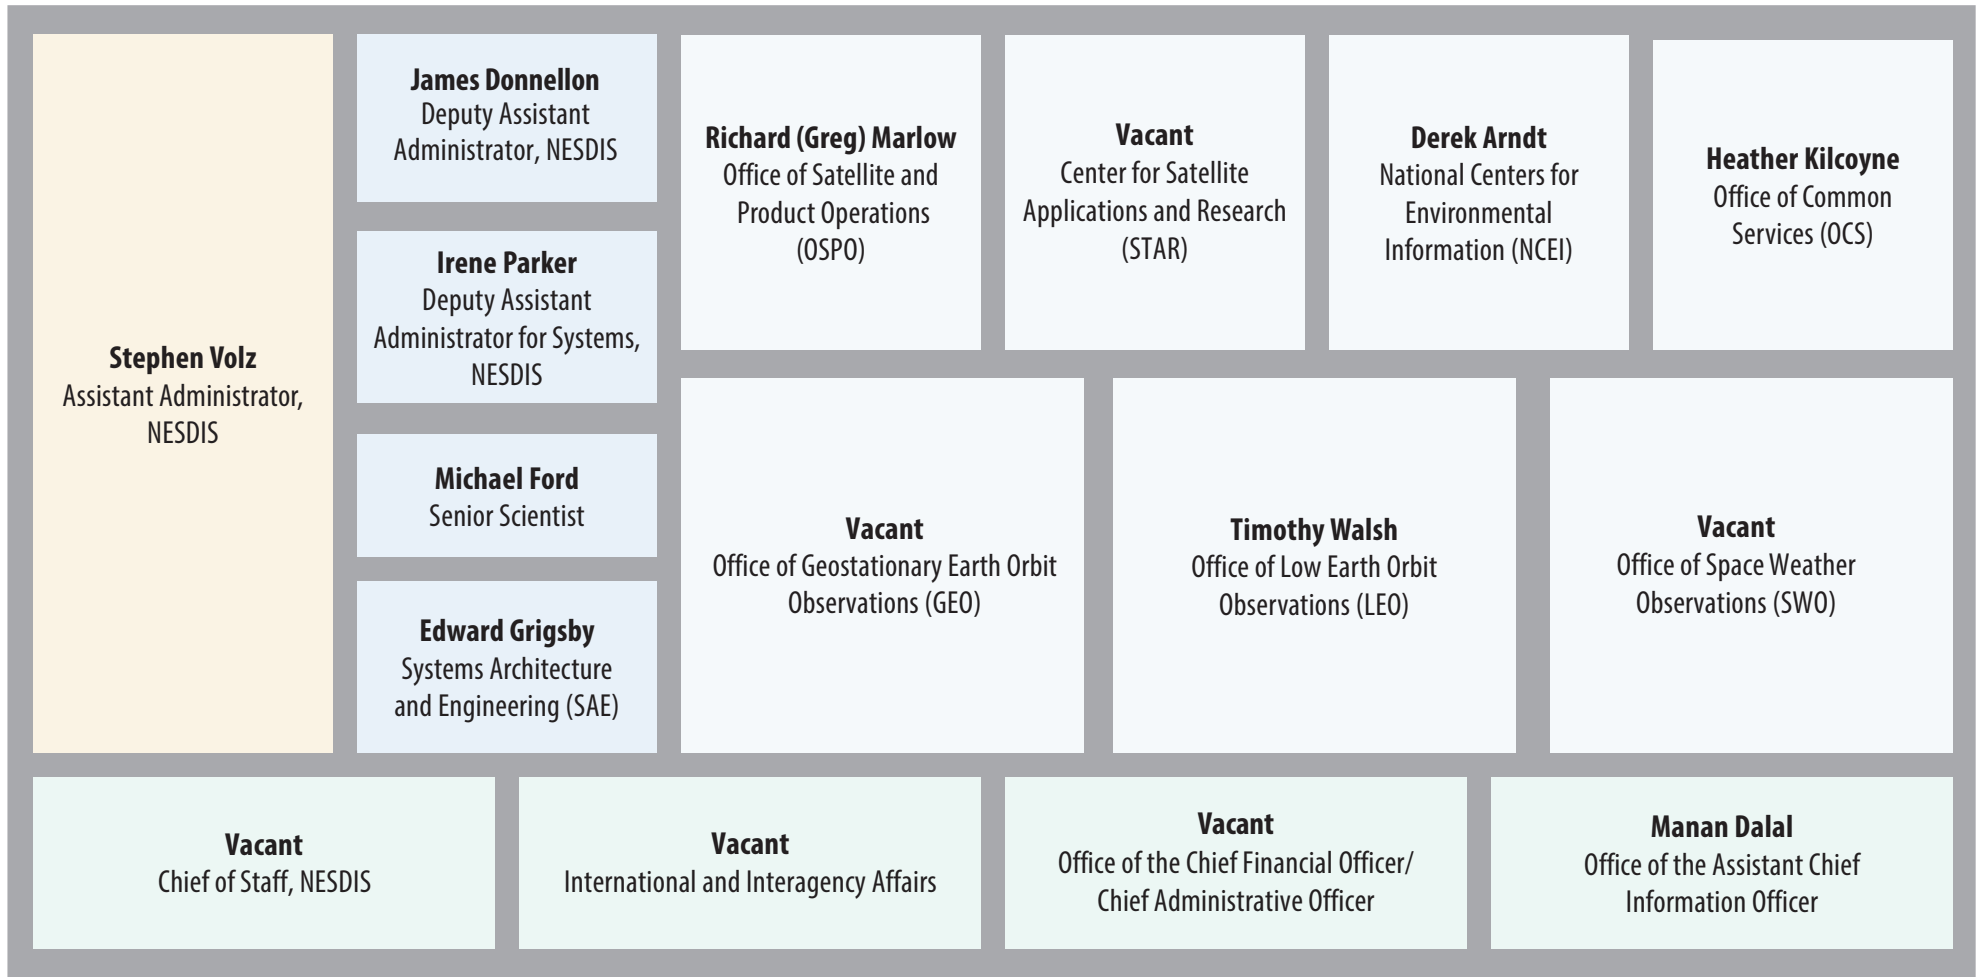 Stephen Volz
Assistant Administrator,
NESDIS
James Donnellon
Deputy Assistant
Administrator, NESDIS
Irene Parker
Deputy Assistant
Administrator for Systems,
NESDIS
Michael Ford
Senior Scientist
Edward Grigsby
Systems Architecture
and Engineering (SAE)
Richard (Greg) Marlow
Office of Satellite and
Product Operations
(OSPO)
Vacant
Center for Satellite
Applications and Research
(STAR)
Derek Arndt
National Centers for
Environmental
Information (NCEI)
Heather Kilcoyne
Office of Common
Services (OCS)
Vacant
Office of Geostationary Earth Orbit
Observations (GEO)
Timothy Walsh
Office of Low Earth Orbit
Observations (LEO)
Vacant
Office of Space Weather
Observations (SWO)
Vacant
Chief of Staff, NESDIS
Vacant
International and Interagency Affairs
Vacant
Office of the Chief Financial Officer/
Chief Administrative Officer
Manan Dalal
Office of the Assistant Chief
Information Officer